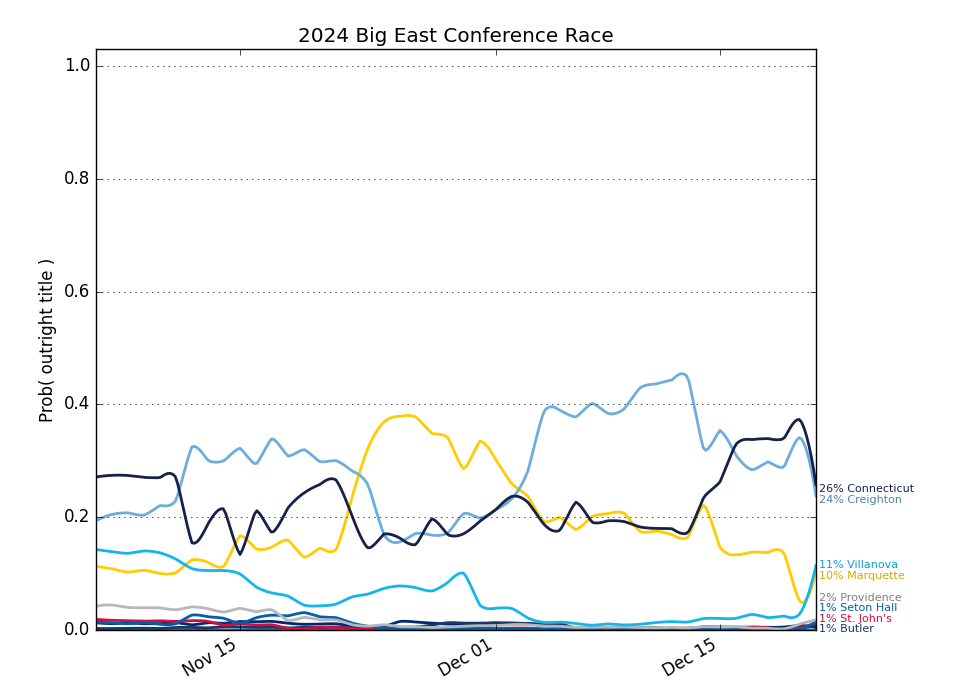 2024 Big East Conference Race
Prob( outright title )
1.0
0.8
0.6
0.4
0.2
0.0
Nov 15
Dec 01
Dec 15
26% Connecticut
24% Creighton
11% Villanova
10% Marquette
2% Providence
1% Seton Hall
1% St. John's
1% Butler